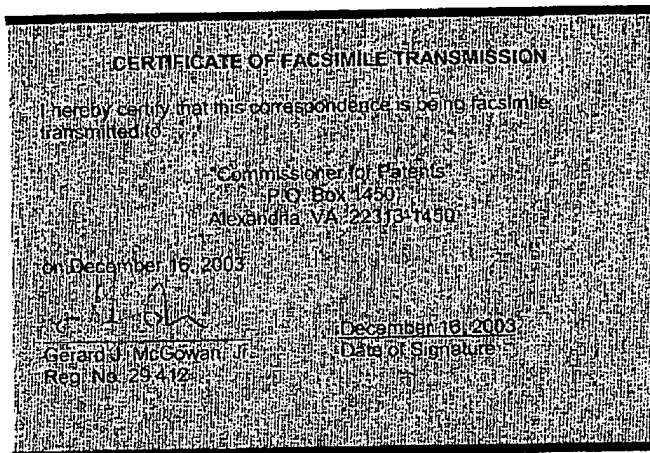 CERTIFICATE OF FACSIMILE TRANSMISSION
I hereby certify that this correspondence is being facsimile
transmitted to:
"Commissioner for Patents"
P.O. Box 1450
Alexandria, VA 22313-1450
on December 16, 2003
December 16, 2003
Gerard J. McGowan, Jr.
Date of Signature
Reg. No. 29,412